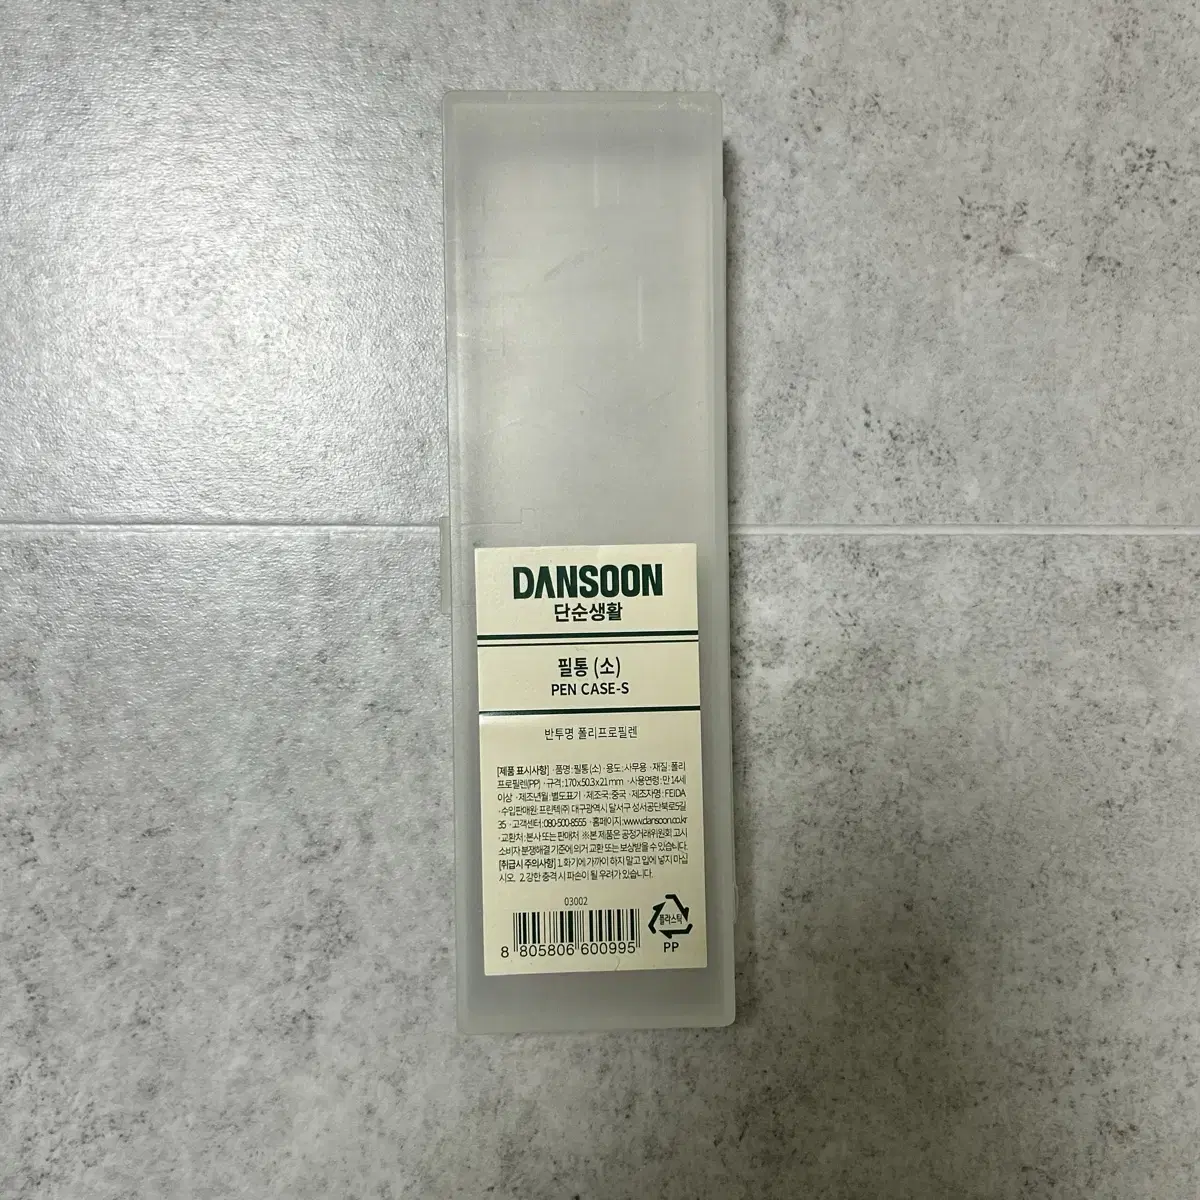 DANSOON
단순생활
필통 (소)
PEN CASE-S
반투명 폴리프로필렌
[제품 표시사항] ·품명:필통(소) ·용도:사무용 ·재질:폴리
프로필렌(PP) ·규격:170x50.3x21mm ·사용연령:만 14세
이상 ·제조년월:별도표기 ·제조국:중국 ·제조자명:FEIDA
·수입판매원:프린텍㈜ 대구광역시 달서구 성서공단북로5길
35 ·고객센터:080-500-8555 ·홈페이지:www.dansoon.co.kr
·교환처:본사 또는 판매처 ※본 제품은 공정거래위원회 고시
소비자 분쟁해결 기준에 의거 교환 또는 보상받을 수 있습니다.
[취급시 주의사항] 1. 화기에 가까이 하지 말고 입에 넣지 마십
시오. 2. 강한 충격 시 파손이 될 우려가 있습니다.
03002
8 805806 600995
플라스틱
PP